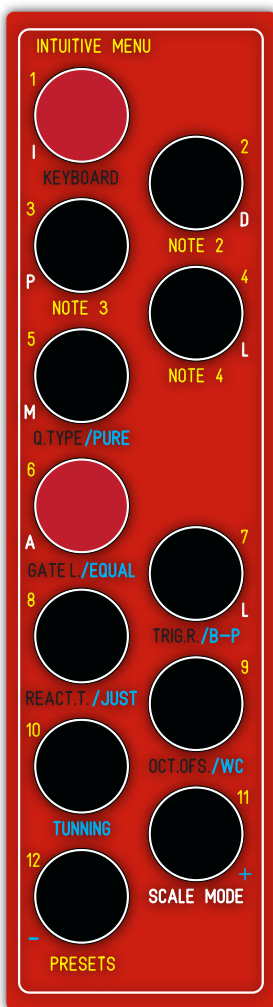 INTUITIVE MENU
1
I
KEYBOARD
2
D
NOTE 2
3
P
NOTE 3
4
L
NOTE 4
5
M
Q.TYPE/PURE
6
A
GATE L./EQUAL
7
L
TRIG.R./B-P
8
REACT.T./JUST
9
OCT.OFS./WC
10
TUNNING
11
+
SCALE MODE
12
-
PRESETS